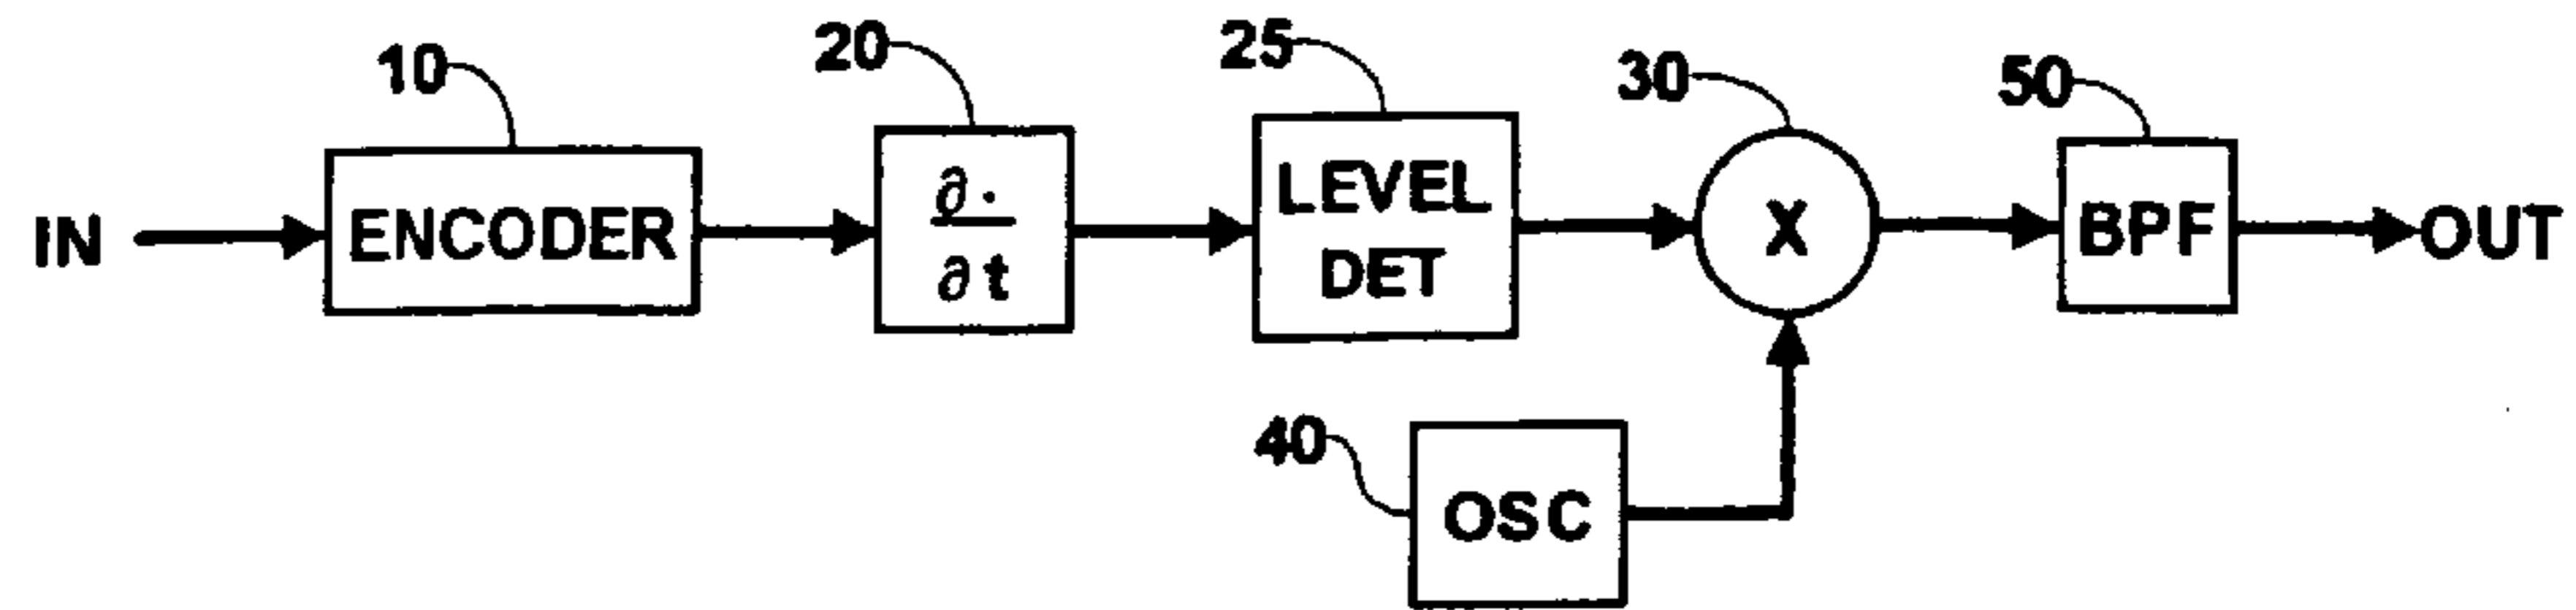 10
20
25
30
50
IN
ENCODER
∂·
∂t
LEVEL
DET
X
BPF
OUT
40
OSC